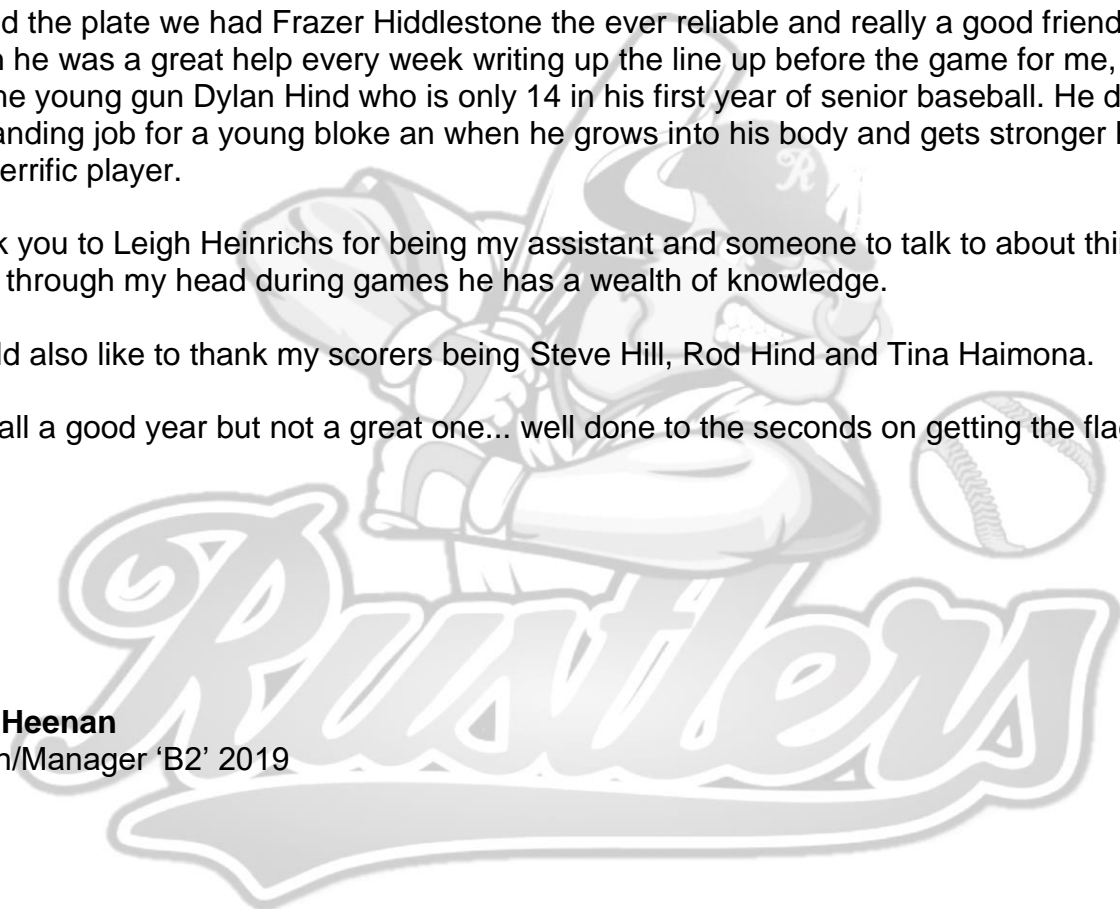 d the plate we had Frazer Hiddlestone the ever reliable and really a good friend
he was a great help every week writing up the line up before the game for me,
ne young gun Dylan Hind who is only 14 in his first year of senior baseball. He d
anding job for a young bloke an when he grows into his body and gets stronger
errific player.
R
k you to Leigh Heinrichs for being my assistant and someone to talk to about thi
through my head during games he has a wealth of knowledge.
ld also like to thank my scorers being Steve Hill, Rod Hind and Tina Haimona.
all a good year but not a great one... well done to the seconds on getting the fla
Rustlers
Heenan
n/Manager ‘B2’ 2019